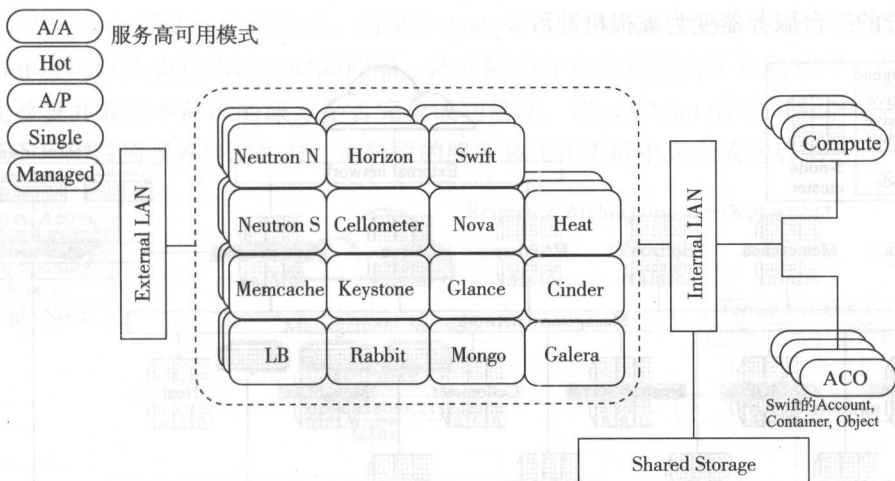 A/A
服务高可用模式
Hot
A/P
Single
Managed
External LAN
Neutron N
Horizon
Swift
Neutron S
Cellometer
Nova
Heat
Memcache
Keystone
Glance
Cinder
LB
Rabbit
Mongo
Galera
Internal LAN
Compute
ACO
Swift的Account,
Container, Object
Shared Storage